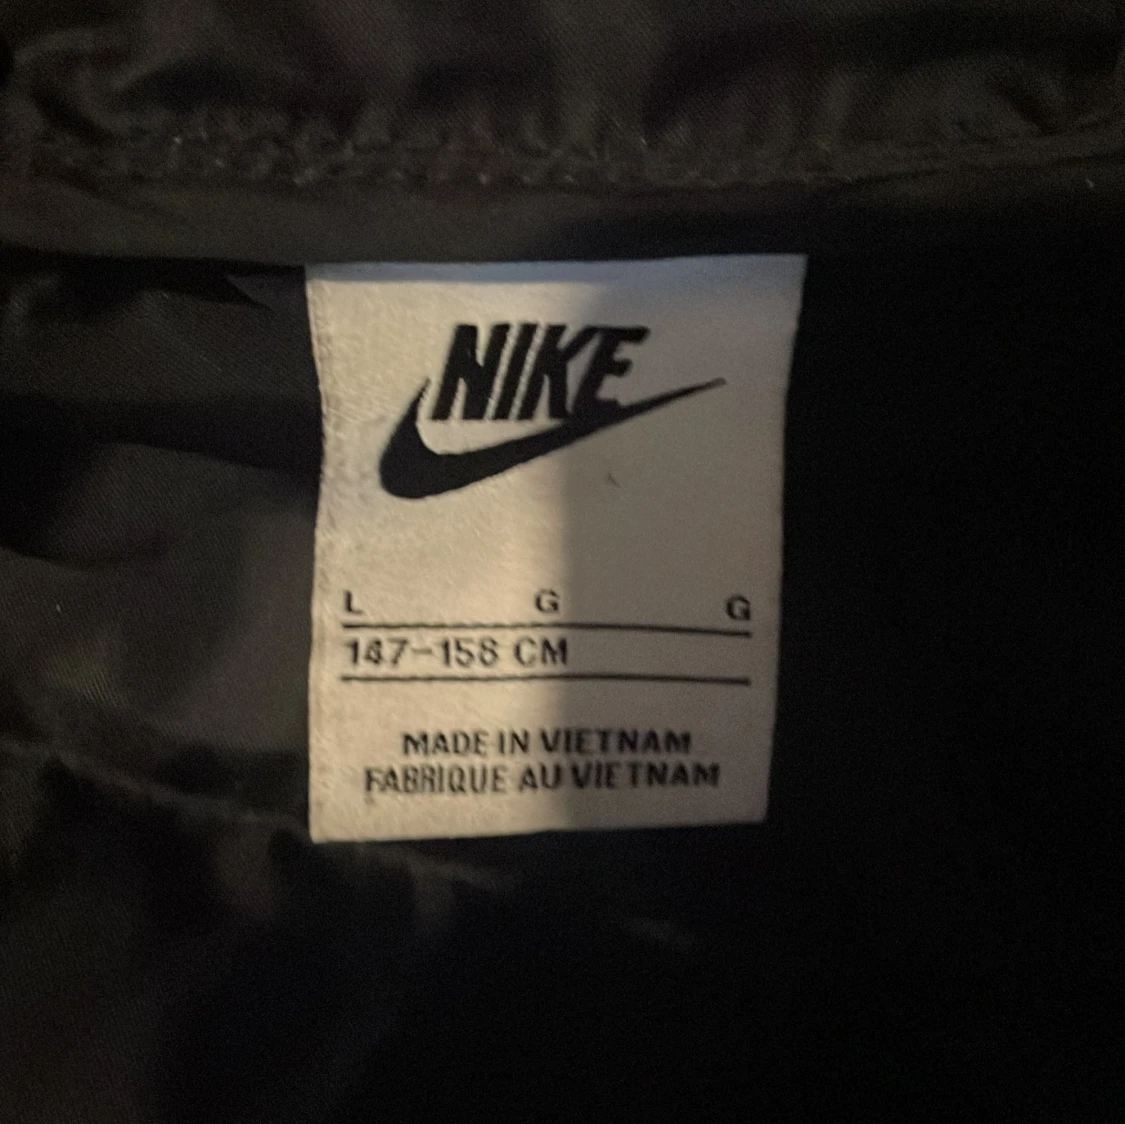 NIKE
L G G
147-158 CM
MADE IN VIETNAM
FABRIQUE AU VIETNAM